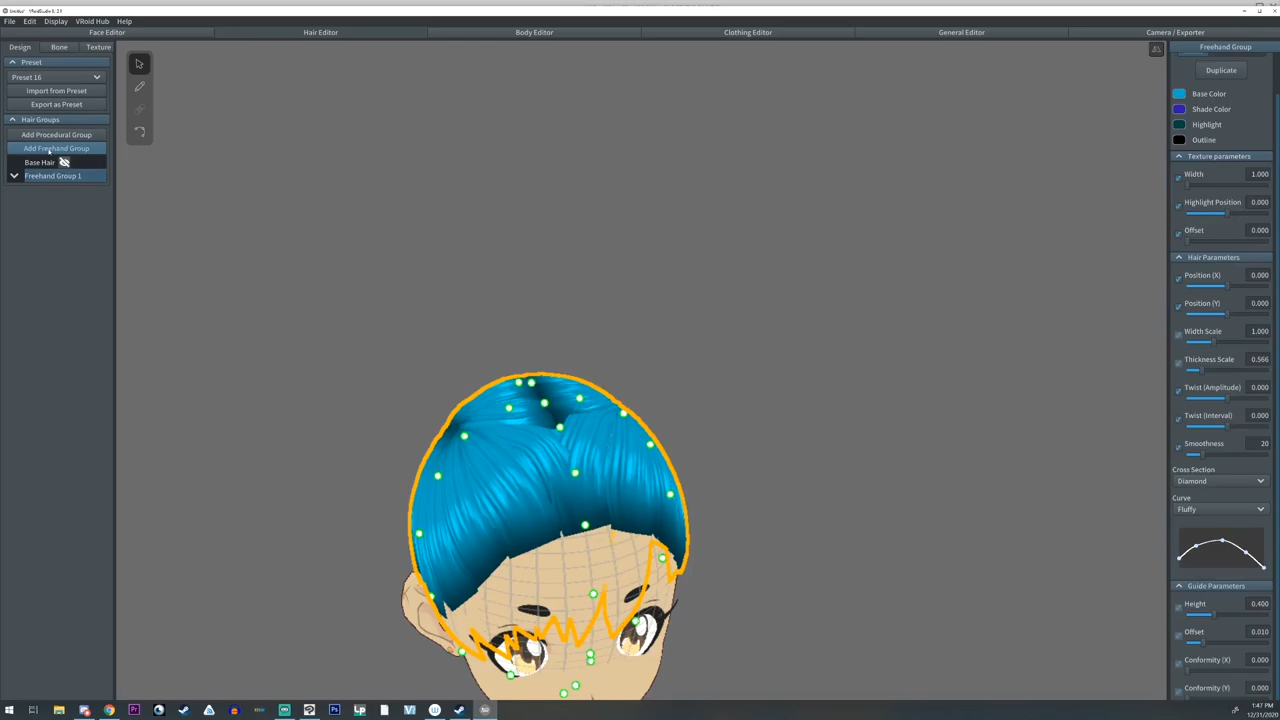 File Edit Display VRoid Hub Help
Face Editor Hair Editor Body Editor Clothing Editor General Editor Camera / Exporter
Design Bone Texture
Preset
Preset 16
Import from Preset
Export as Preset
Hair Groups
Add Procedural Group
Add Freehand Group
Base Hair
Freehand Group 1
Freehand Group
Duplicate
Base Color
Shade Color
Highlight
Outline
Texture parameters
Width 1.000
Highlight Position 0.000
Offset 0.000
Hair Parameters
Position (X) 0.000
Position (Y) 0.000
Width Scale 1.000
Thickness Scale 0.566
Twist (Amplitude) 0.000
Twist (Interval) 0.000
Smoothness 20
Cross Section
Diamond
Curve
Fluffy
Guide Parameters
Height 0.400
Offset 0.010
Conformity (X) 0.000
Conformity (Y) 0.000
1:47 PM
12/31/2020